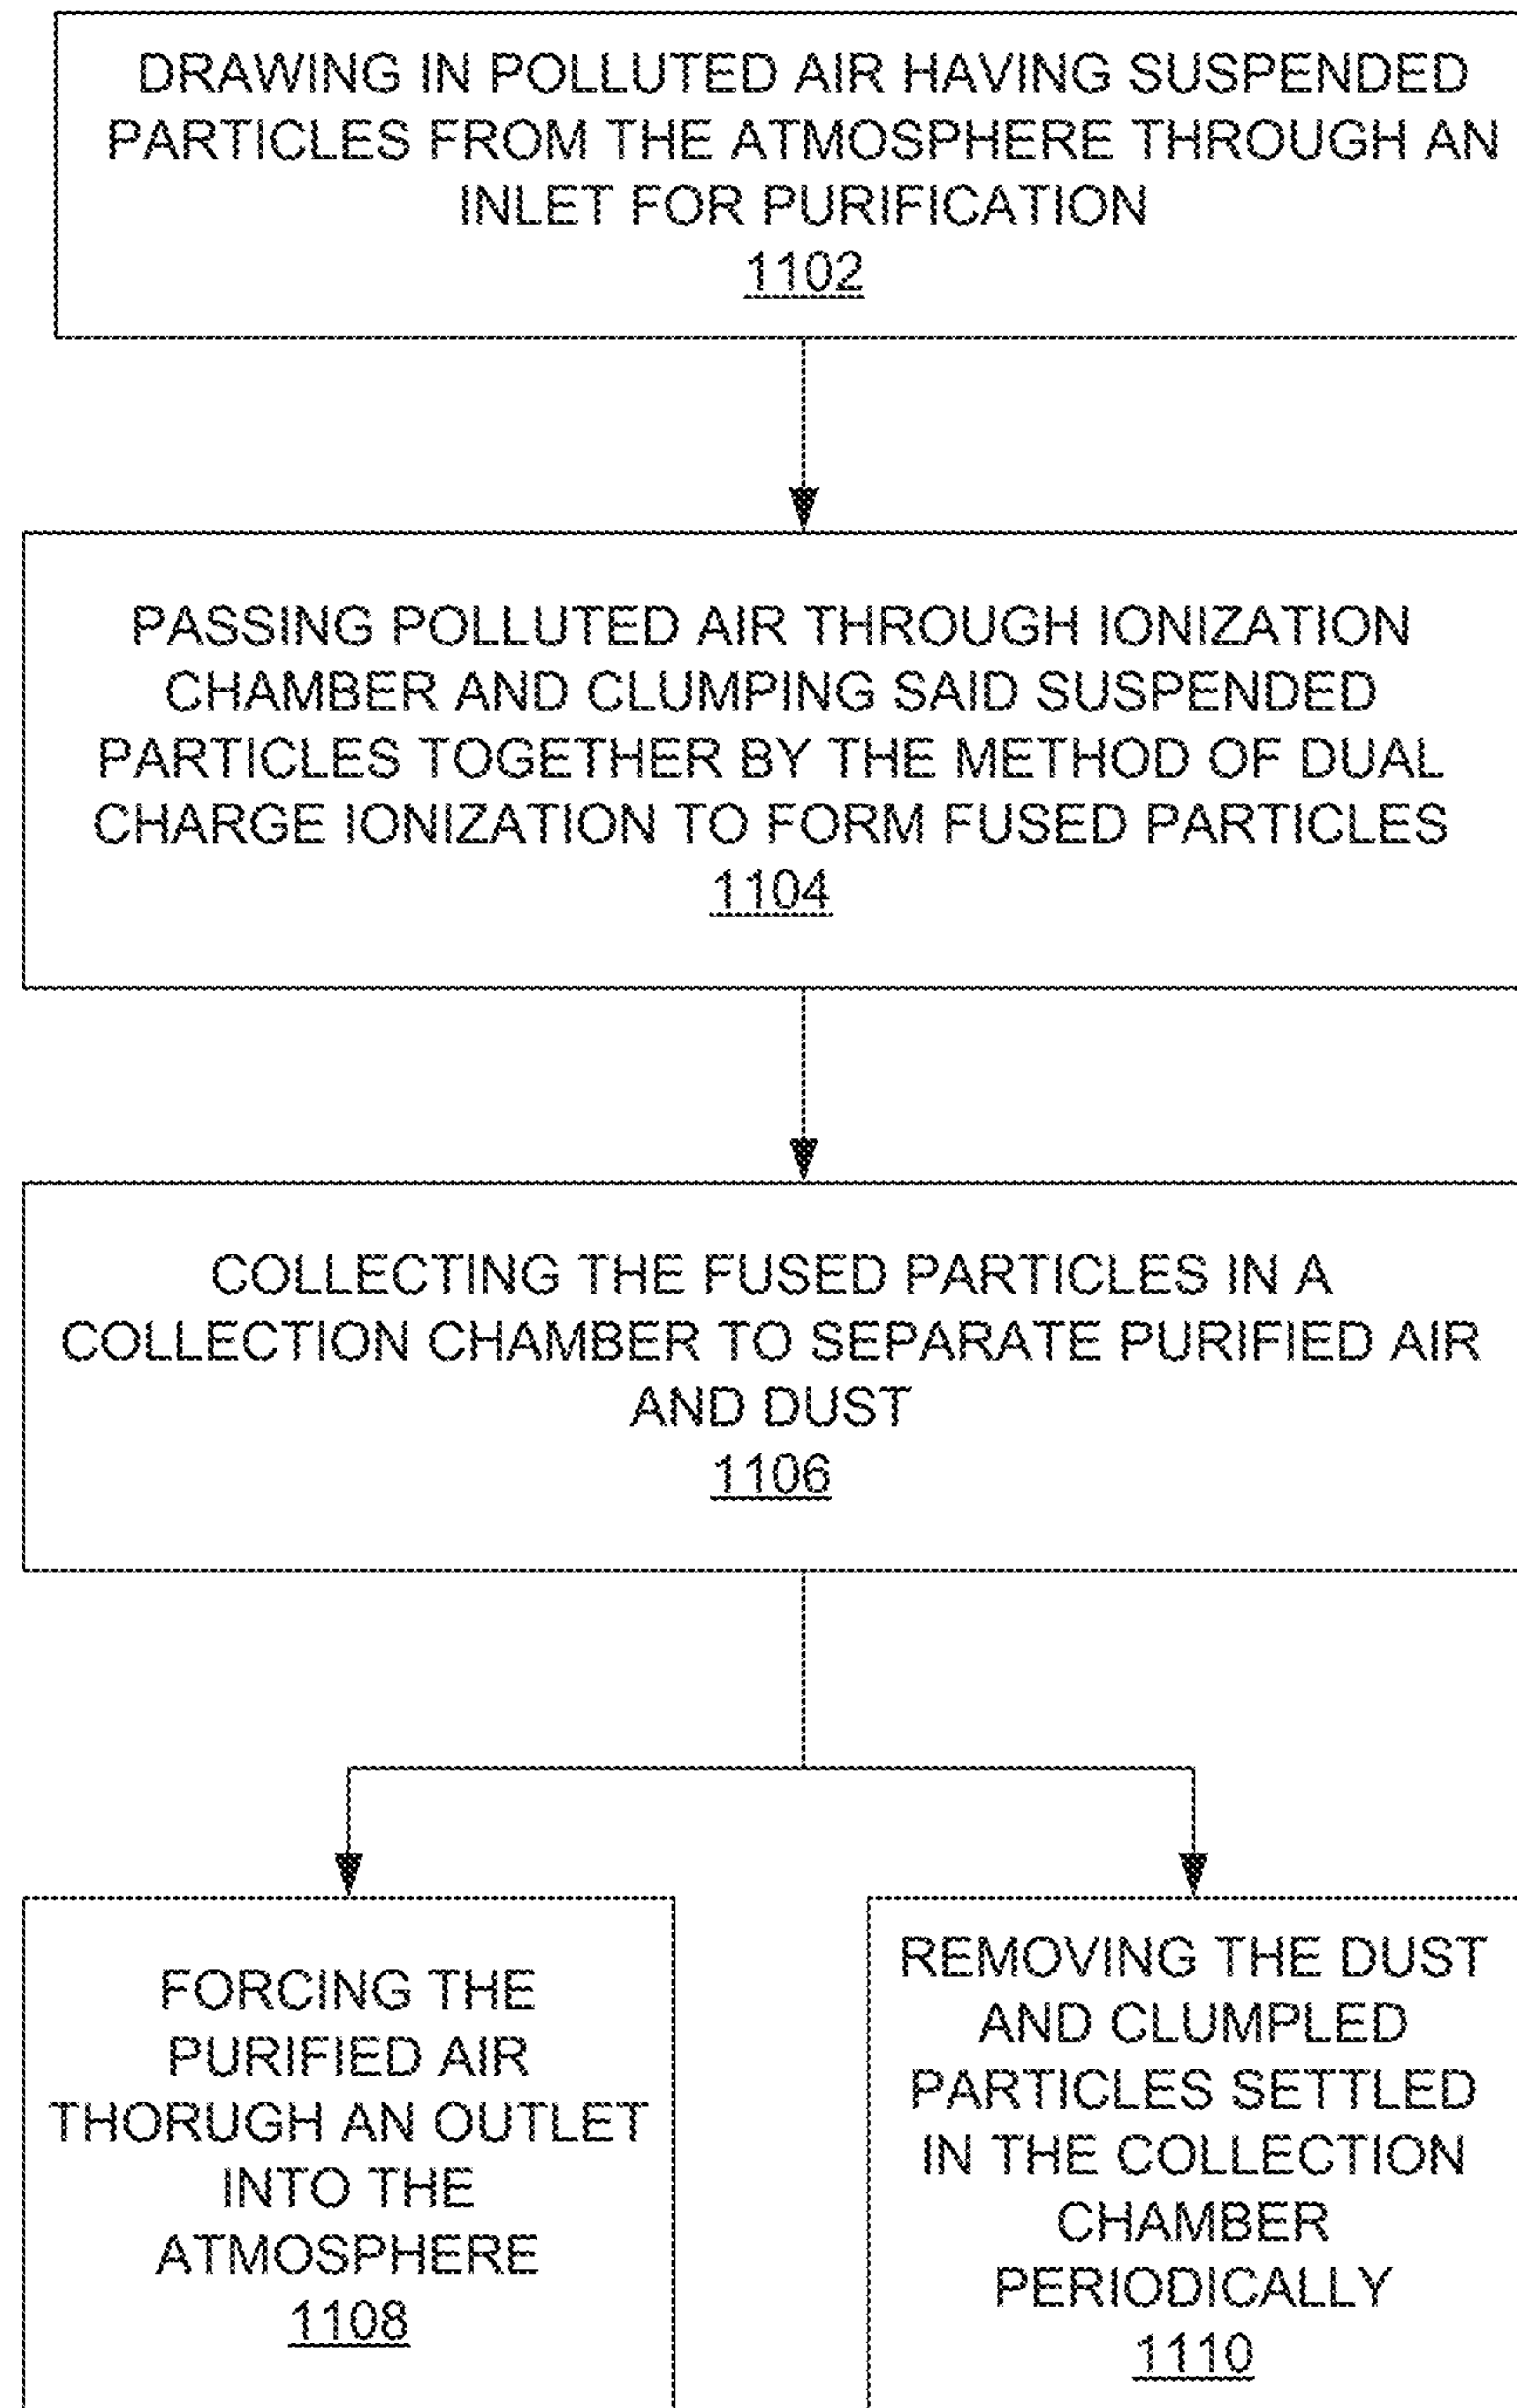 DRAWING IN POLLUTED AIR HAVING SUSPENDED
PARTICLES FROM THE ATMOSPHERE THROUGH AN
INLET FOR PURIFICATION
1102
PASSING POLLUTED AIR THROUGH IONIZATION
CHAMBER AND CLUMPING SAID SUSPENDED
PARTICLES TOGETHER BY THE METHOD OF DUAL
CHARGE IONIZATION TO FORM FUSED PARTICLES
1104
COLLECTING THE FUSED PARTICLES IN A
COLLECTION CHAMBER TO SEPARATE PURIFIED AIR
AND DUST
1106
FORCING THE
PURIFIED AIR
THORUGH AN OUTLET
INTO THE
ATMOSPHERE
1108
REMOVING THE DUST
AND CLUMPLED
PARTICLES SETTLED
IN THE COLLECTION
CHAMBER
PERIODICALLY
1110